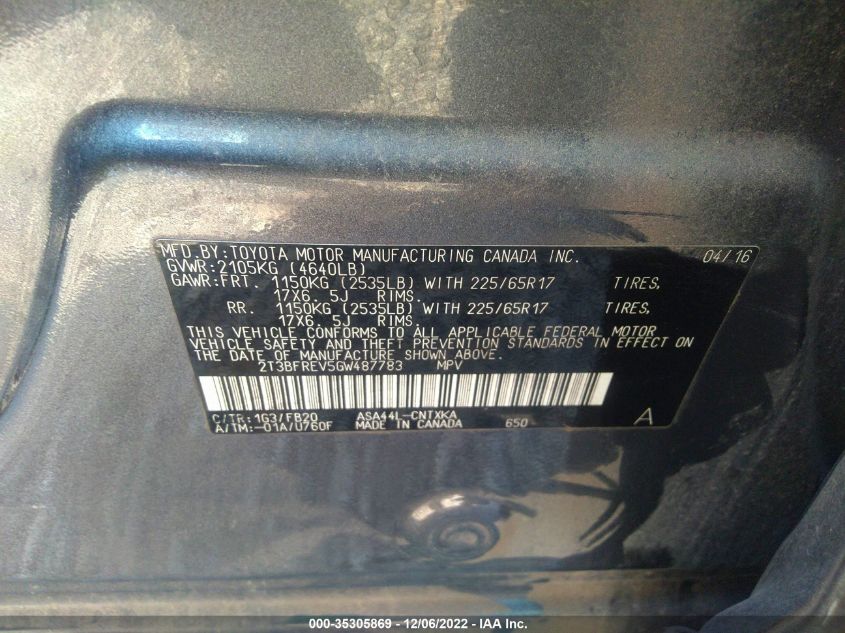 MFD.BY:TOYOTA MOTOR MANUFACTURING CANADA INC. 04/16
GVWR:2105KG (4640LB)
GAWR:FRT. 1150KG (2535LB) WITH 225/65R17 TIRES,
17X6. 5J RIMS.
RR. 1150KG (2535LB) WITH 225/65R17 TIRES,
17X6. 5J RIMS.
THIS VEHICLE CONFORMS TO ALL APPLICABLE FEDERAL MOTOR
VEHICLE SAFETY AND THEFT PREVENTION STANDARDS IN EFFECT ON
THE DATE OF MANUFACTURE SHOWN ABOVE.
2T3BFREV5GW487783 MPV
C/TR:1G3/FB20 ASA44L-CNTXKA
A/TM:-01A/U760F MADE IN CANADA 650 A
000-35305869 - 12/06/2022 - IAA Inc.